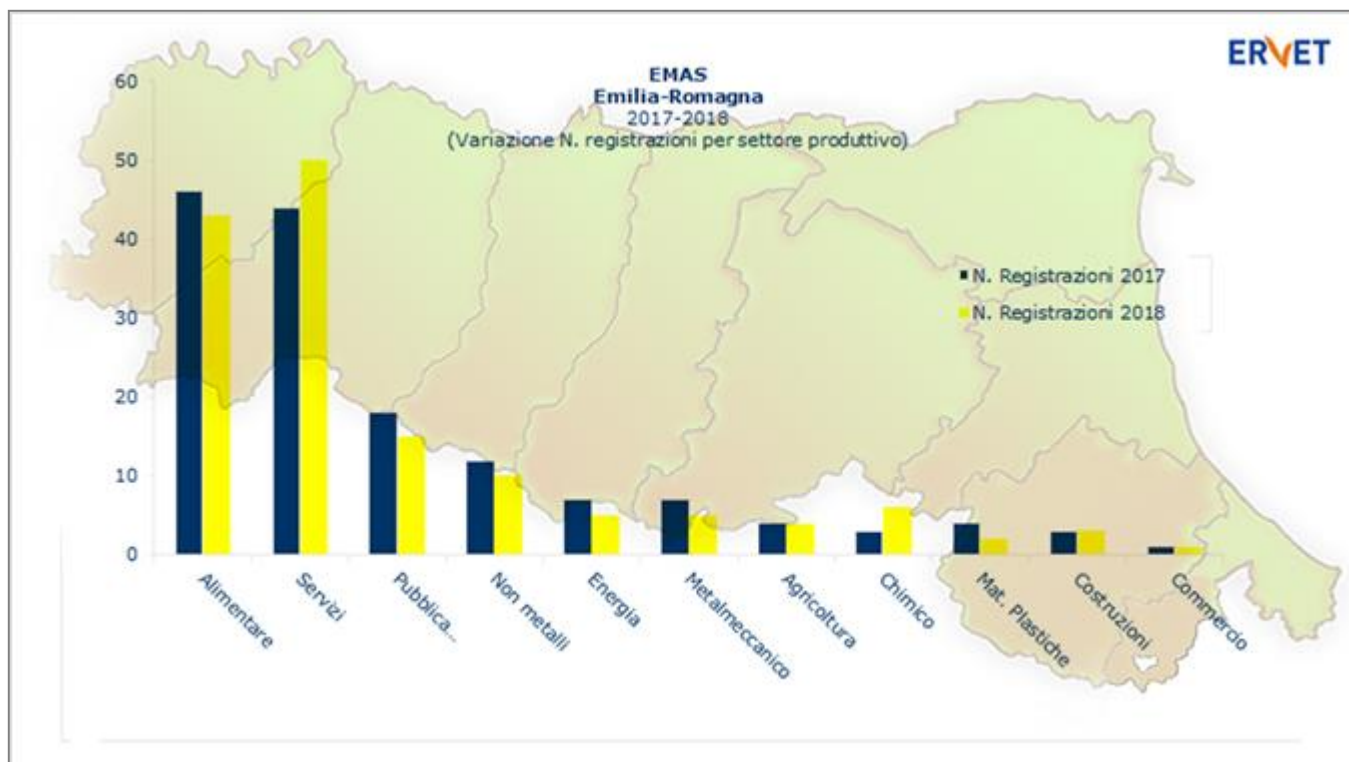 ERVET
EMAS
Emilia-Romagna
2017-2018
(Variazione N. registrazioni per settore produttivo)
60
50
40
30
20
10
0
N. Registrazioni 2017
N. Registrazioni 2018
Alimentare
Servizi
Pubblica...
Non metalli
Energia
Metalmeccanico
Agricoltura
Chimico
Mat. Plastiche
Costruzioni
Commercio